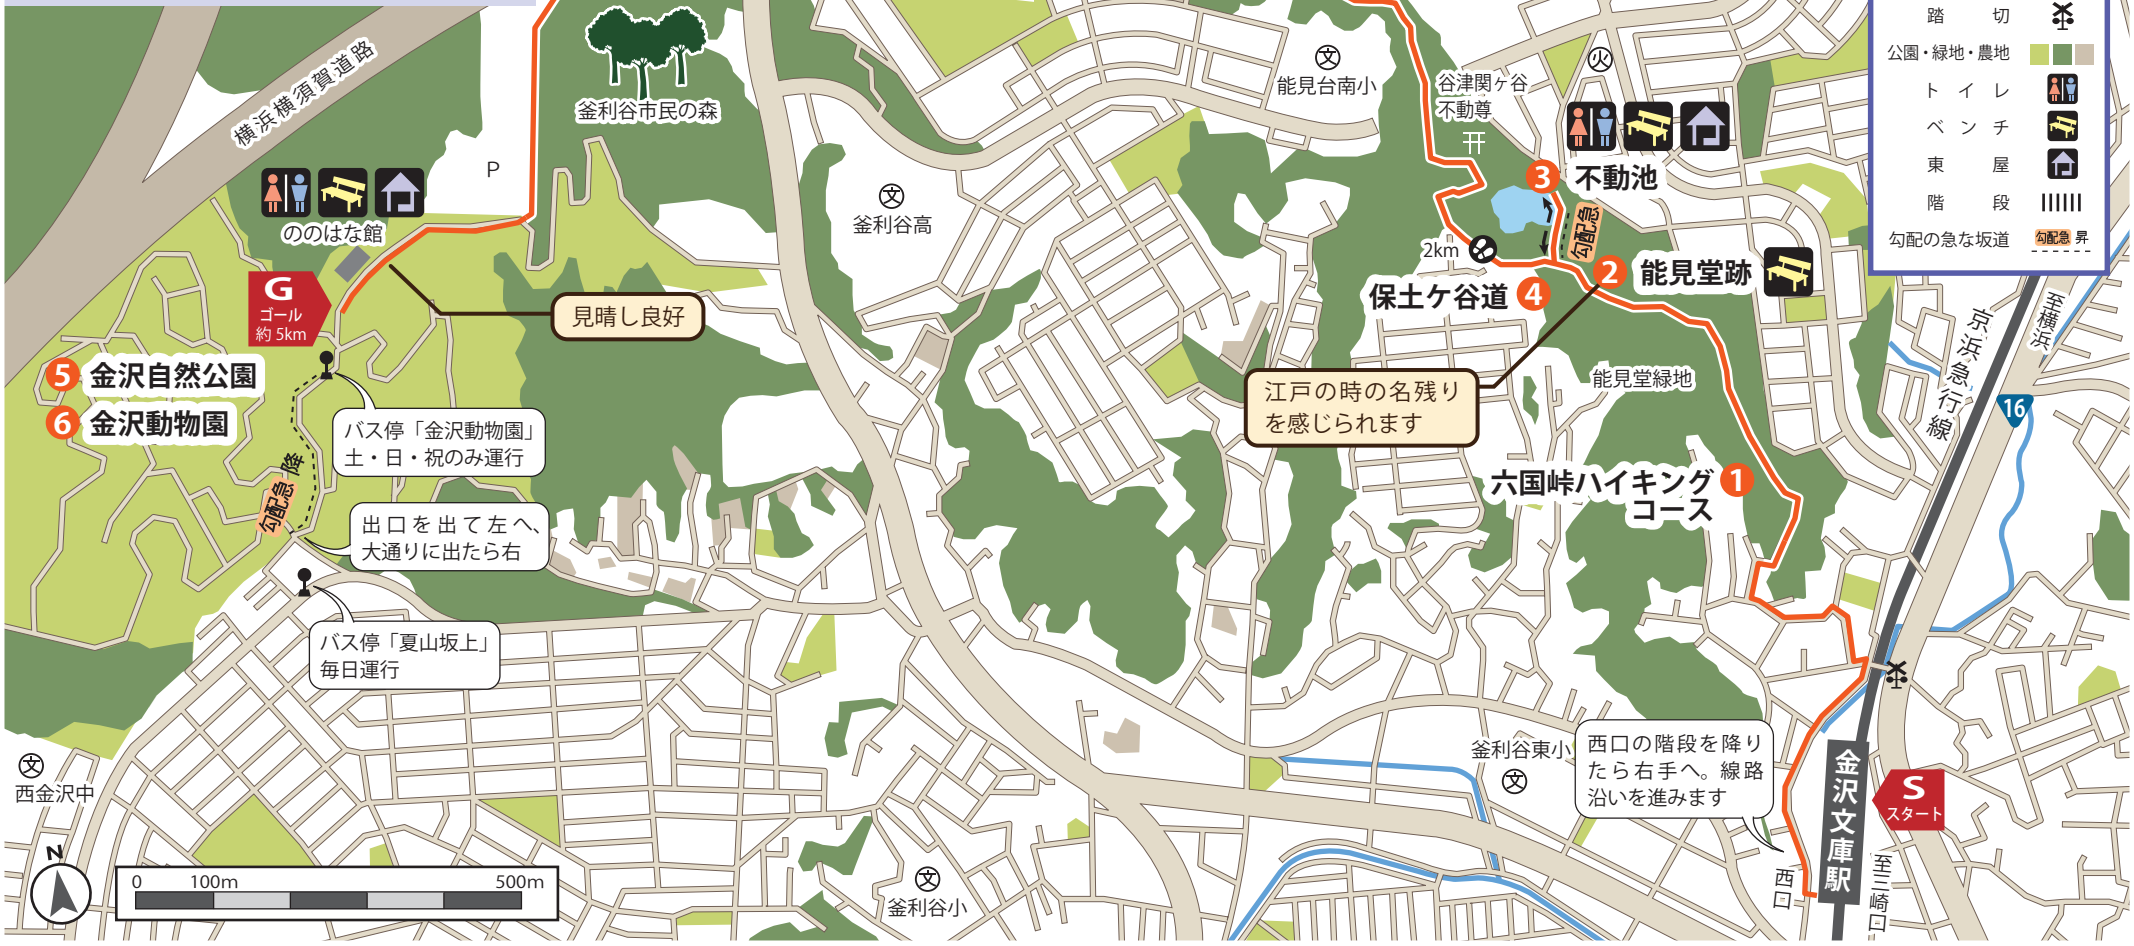 横浜横須賀道路
釜利谷市民の森
P
ののはな館
G
ゴール
約5km
見晴し良好
5 金沢自然公園
6 金沢動物園
バス停「金沢動物園」
土・日・祝のみ運行
勾配急 降
出口を出て左へ、
大通りに出たら右
バス停「夏山坂上」
毎日運行
文
西金沢中
N
0 100m 500m
文
釜利谷高
文
釜利谷小
文
能見台南小
谷津関ヶ谷
不動尊
火
3 不動池
勾配急
2km
2 能見堂跡
保土ケ谷道 4
江戸の時の名残り
を感じられます
能見堂緑地
六国峠ハイキング 1
コース
釜利谷東小
文
西口の階段を降り
たら右手へ。線路
沿いを進みます
金沢文庫駅
S
スタート
西口
至三崎口
京浜急行線
至横浜
16
踏切
公園・緑地・農地
トイレ
ベンチ
東屋
階段
勾配の急な坂道 勾配急 昇